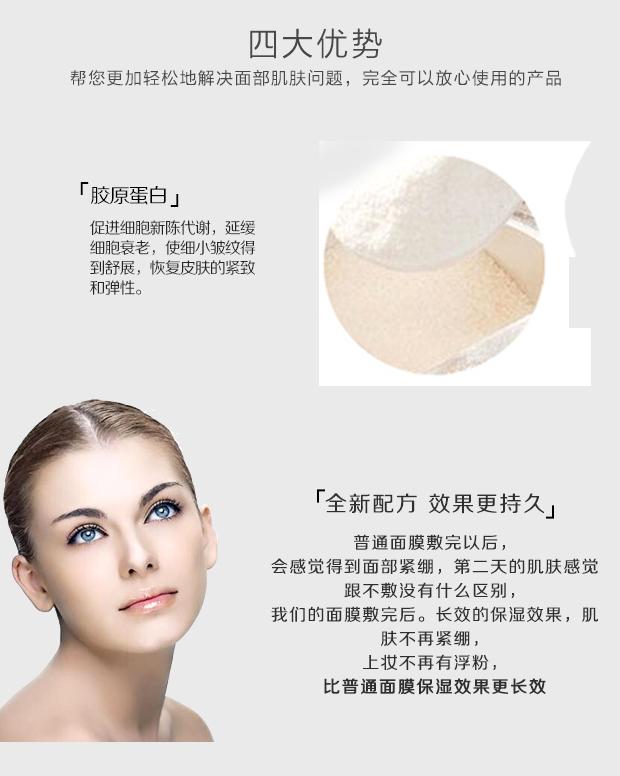 四大优势
帮您更加轻松地解决面部肌肤问题，完全可以放心使用的产品
「胶原蛋白」
促进细胞新陈代谢，延缓
细胞衰老，使细小皱纹得
到舒展，恢复皮肤的紧致
和弹性。
「全新配方 效果更持久」
普通面膜敷完以后，
会感觉得到面部紧绷，第二天的肌肤感觉
跟不敷没有什么区别，
我们的面膜敷完后。长效的保湿效果，肌
肤不再紧绷，
上妆不再有浮粉，
比普通面膜保湿效果更长效